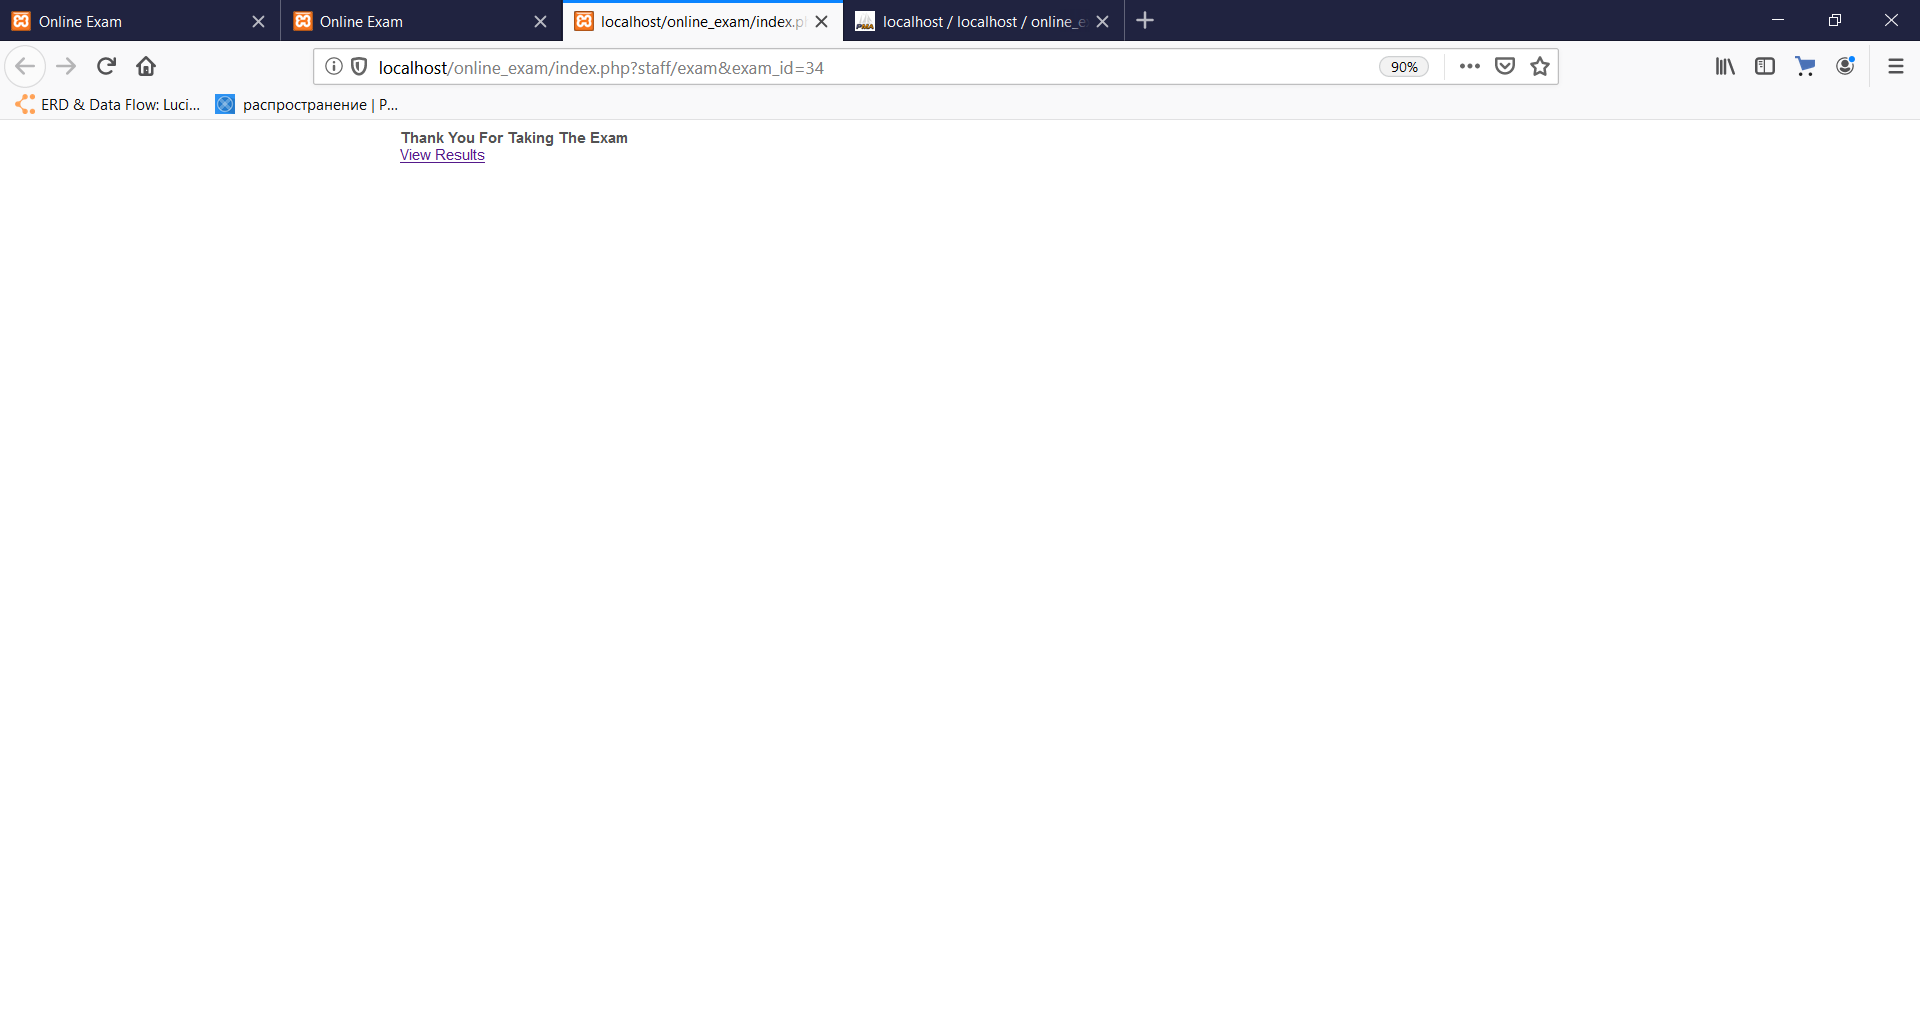 Online Exam
Online Exam
localhost/online_exam/index.p
localhost / localhost / online_e
localhost/online_exam/index.php?staff/exam&exam_id=34
90%
ERD & Data Flow: Luci...
распространение | Р...
Thank You For Taking The Exam
View Results